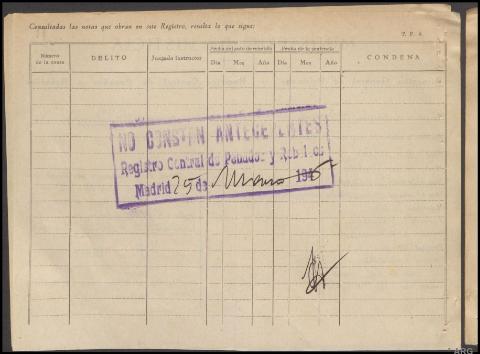 Consultadas las notas que obran en este Registro, resulta lo que sigue:
T. P. A.
Número de la causa
DELITO
Juzgado Instructor
Fecha del auto de rebeldía
Día Mes Año
Fecha de la sentencia
Día Mes Año
CONDENA
NO CONSTAN ANTECEDENTES
Registro Central de Penados y Rebeldes
Madrid 25 de Marzo 194
ARG